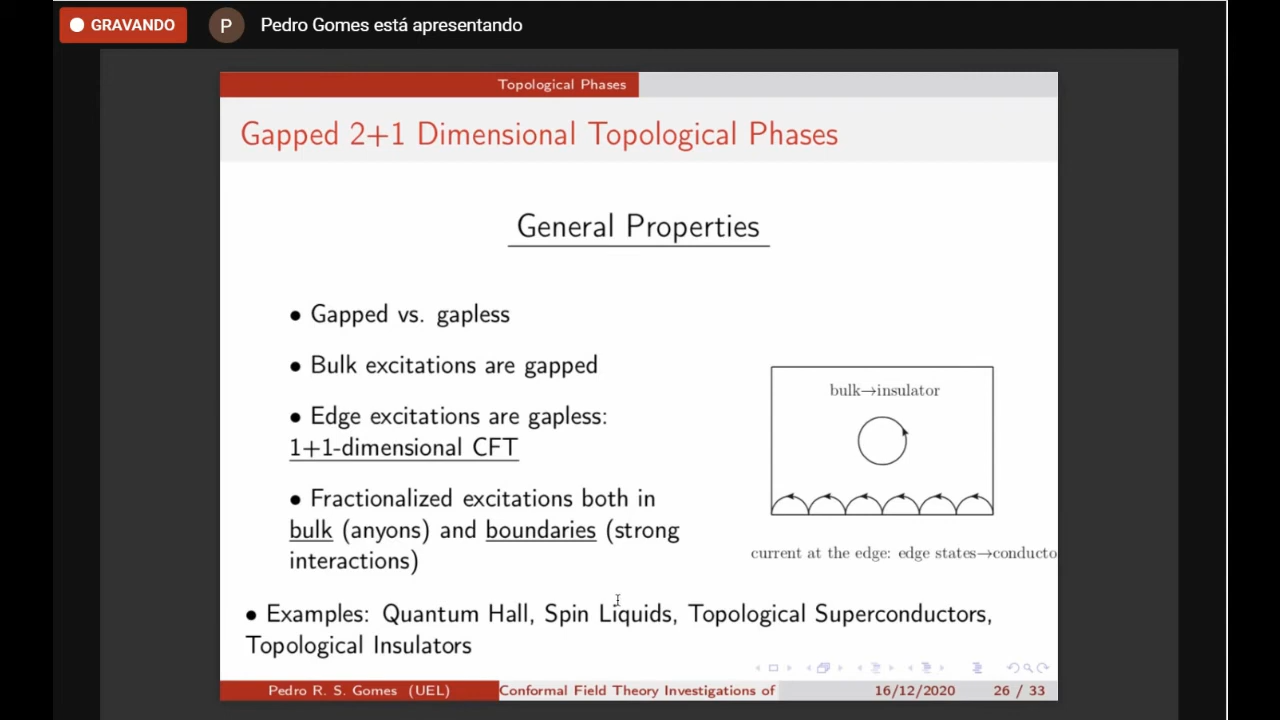 GRAVANDO
P
Pedro Gomes está apresentando
Topological Phases
Gapped 2+1 Dimensional Topological Phases
General Properties
• Gapped vs. gapless
• Bulk excitations are gapped
• Edge excitations are gapless:
1+1-dimensional CFT
• Fractionalized excitations both in
bulk (anyons) and boundaries (strong
interactions)
bulk→insulator
current at the edge: edge states→conducto
• Examples: Quantum Hall, Spin Liquids, Topological Superconductors,
Topological Insulators
Pedro R. S. Gomes (UEL)
Conformal Field Theory Investigations of
16/12/2020
26 / 33